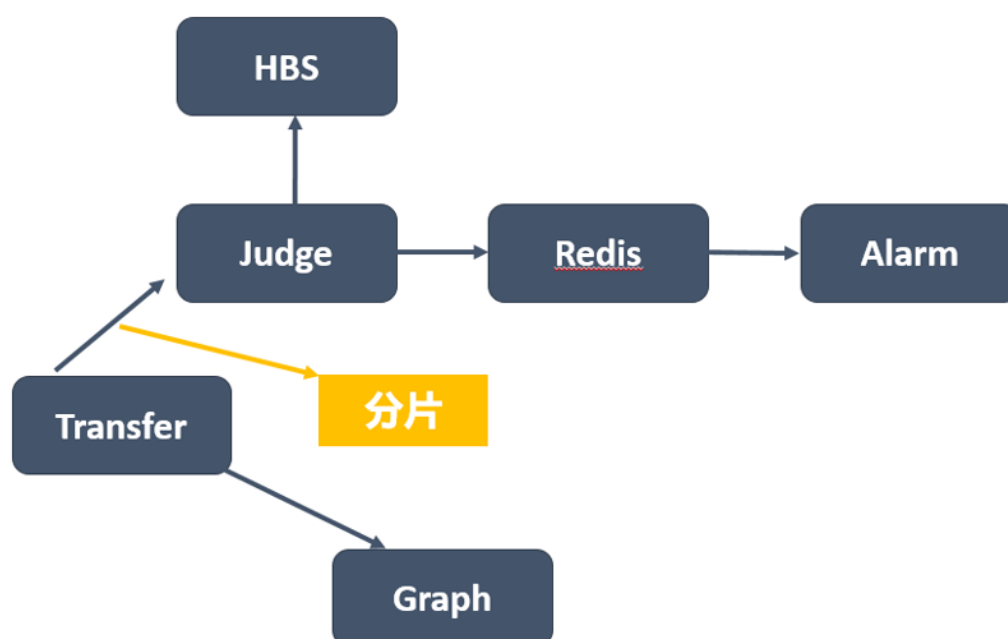 HBS
Judge
Redis
Alarm
分片
Transfer
Graph